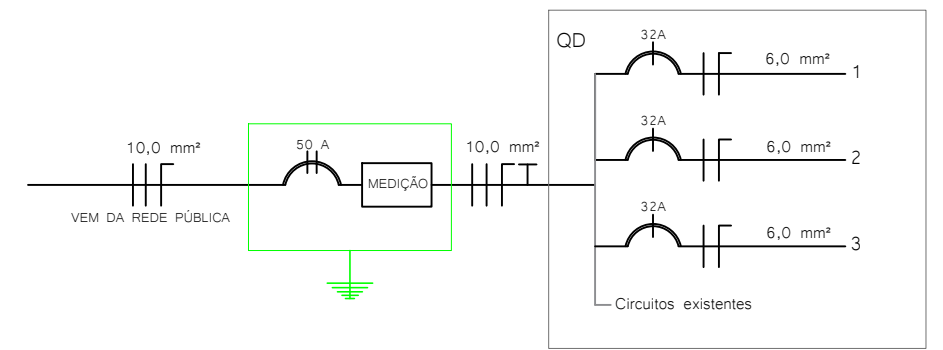 QD
32A
6,0 mm²
1
10,0 mm²
50 A
MEDIÇÃO
VEM DA REDE PÚBLICA
10,0 mm²
32A
6,0 mm²
2
32A
6,0 mm²
3
Circuitos existentes